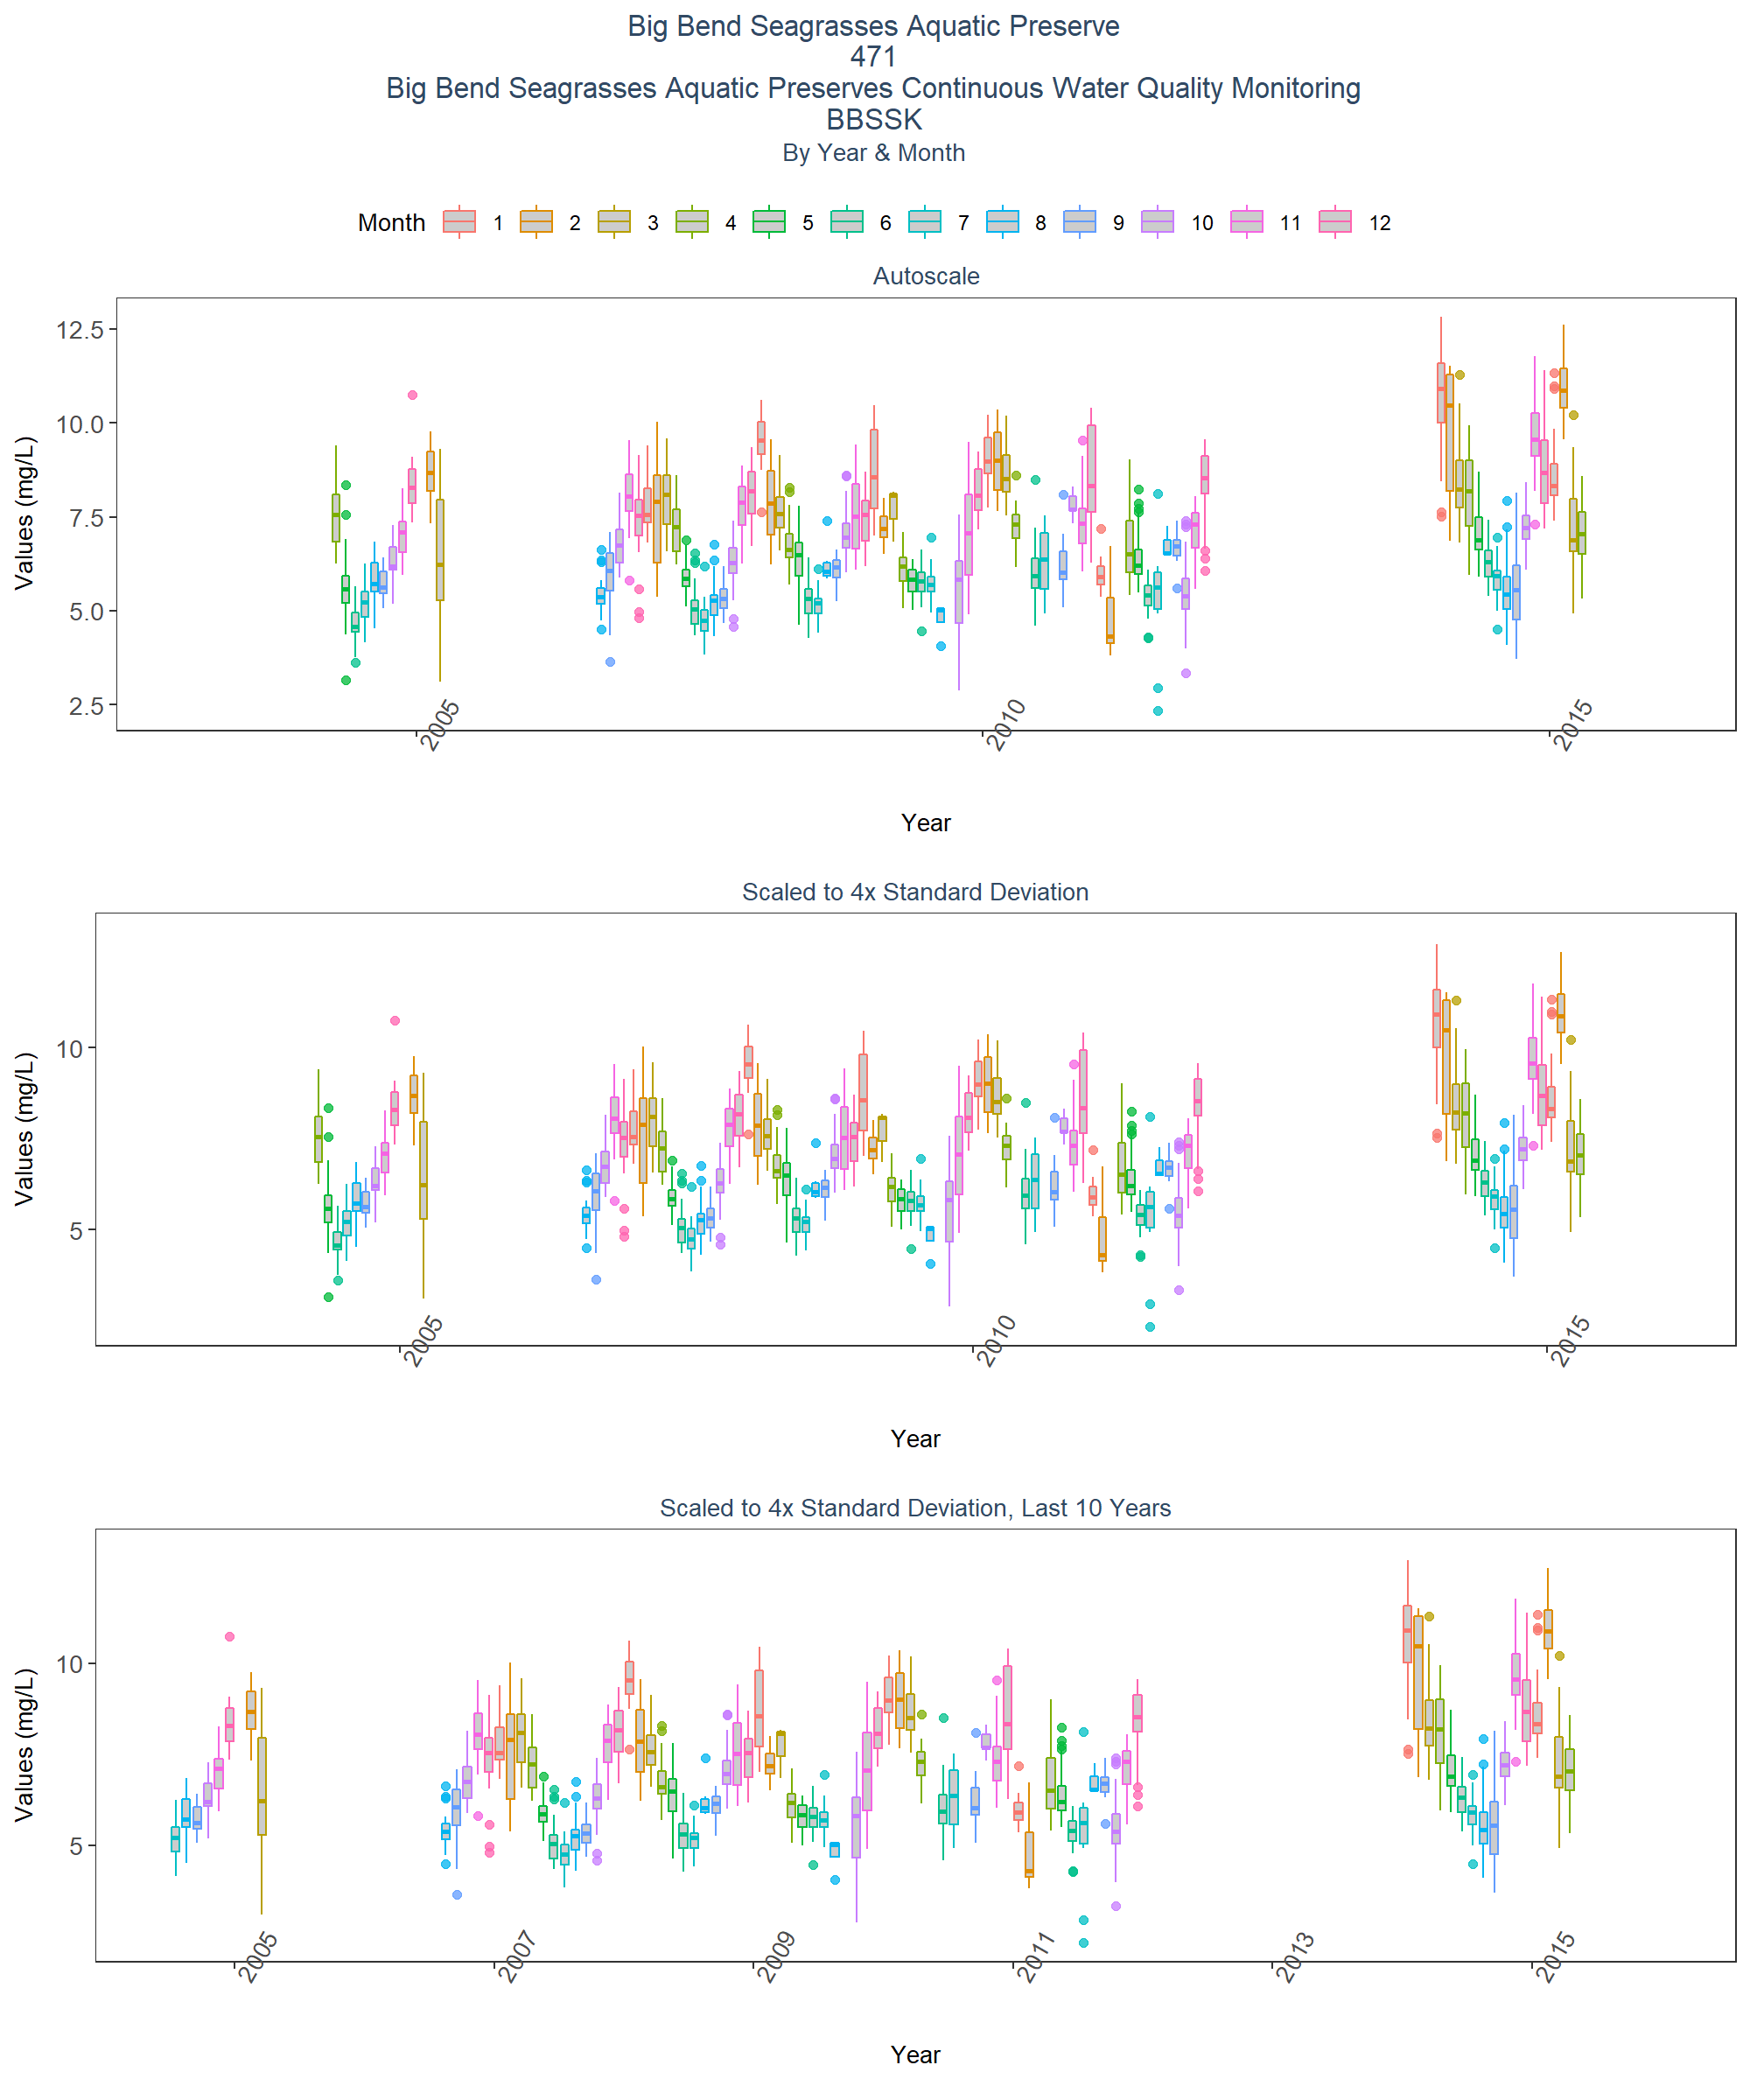 Big Bend Seagrasses Aquatic Preserve
471
Big Bend Seagrasses Aquatic Preserves Continuous Water Quality Monitoring
BBSSK
By Year & Month
Month 1 2 3 4 5 6 7 8 9 10 11 12
Autoscale
Values (mg/L)
12.5
10.0
7.5
5.0
2.5
2005 2010 2015
Year
Scaled to 4x Standard Deviation
Values (mg/L)
10
5
2005 2010 2015
Year
Scaled to 4x Standard Deviation, Last 10 Years
Values (mg/L)
10
5
2005 2007 2009 2011 2013 2015
Year